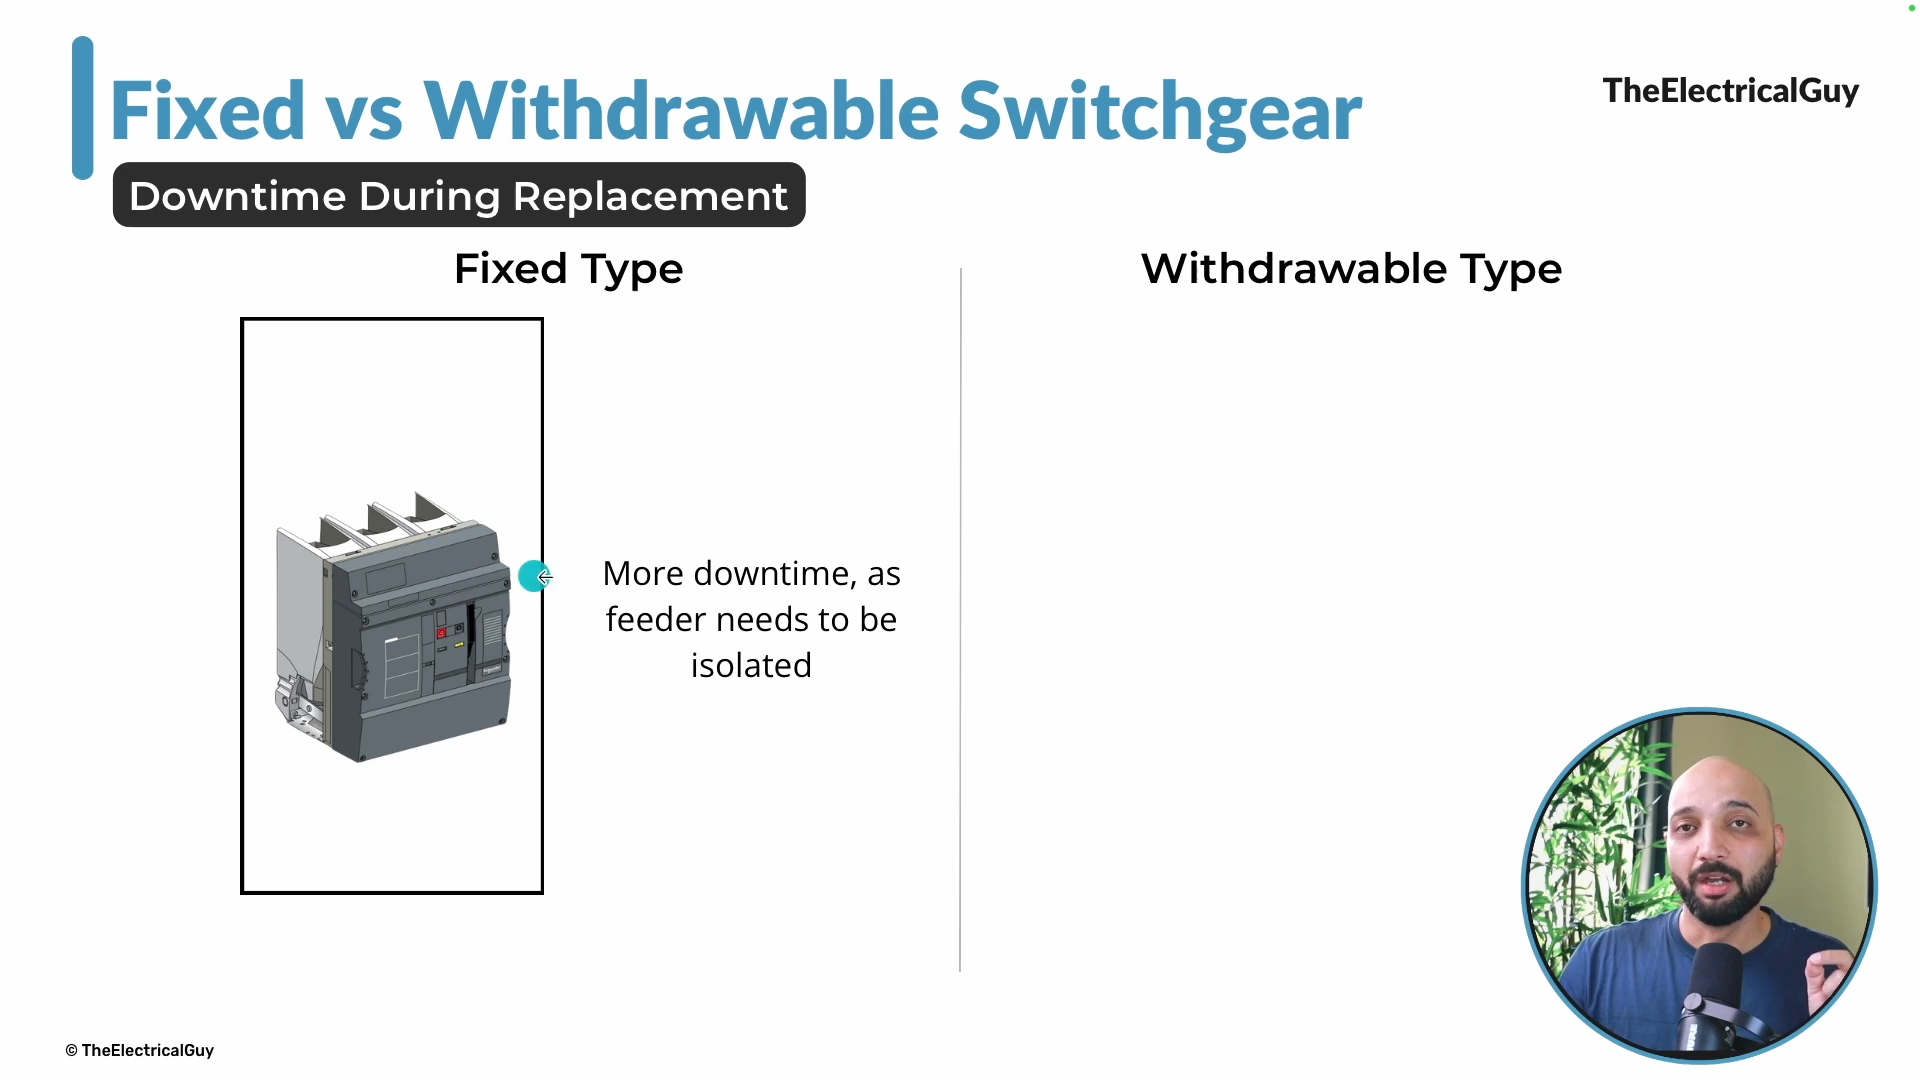 Fixed vs Withdrawable Switchgear
TheElectricalGuy
Downtime During Replacement
Fixed Type
Withdrawable Type
More downtime, as
feeder needs to be
isolated
© TheElectricalGuy